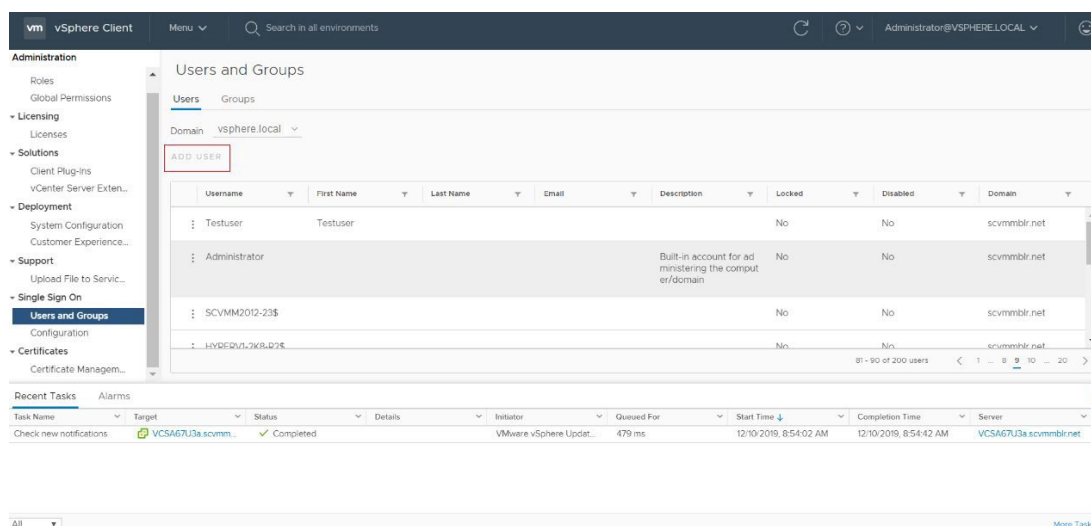 vm vSphere Client Menu Search in all environments Administrator@VSPHERE.LOCAL
Administration
Roles
Global Permissions
Licensing
Licenses
Solutions
Client Plug-Ins
vCenter Server Exten...
Deployment
System Configuration
Customer Experience...
Support
Upload File to Servic...
Single Sign On
Users and Groups
Configuration
Certificates
Certificate Managem...
Users and Groups
Users Groups
Domain vsphere.local
ADD USER
Username First Name Last Name Email Description Locked Disabled Domain
Testuser Testuser No No scvmmblr.net
Administrator Built-in account for ad No No scvmmblr.net
ministering the comput
er/domain
SCVMM2012-23$ No No scvmmblr.net
HYPERV1-2K8-R2$ No No scvmmblr.net
81 - 90 of 200 users 1 ... 8 9 10 ... 20
Recent Tasks Alarms
Task Name Target Status Details Initiator Queued For Start Time Completion Time Server
Check new notifications VCSA67U3a.scvmm... Completed VMware vSphere Updat... 479 ms 12/10/2019, 8:54:02 AM 12/10/2019, 8:54:42 AM VCSA67U3a.scvmmblr.net
All More Task